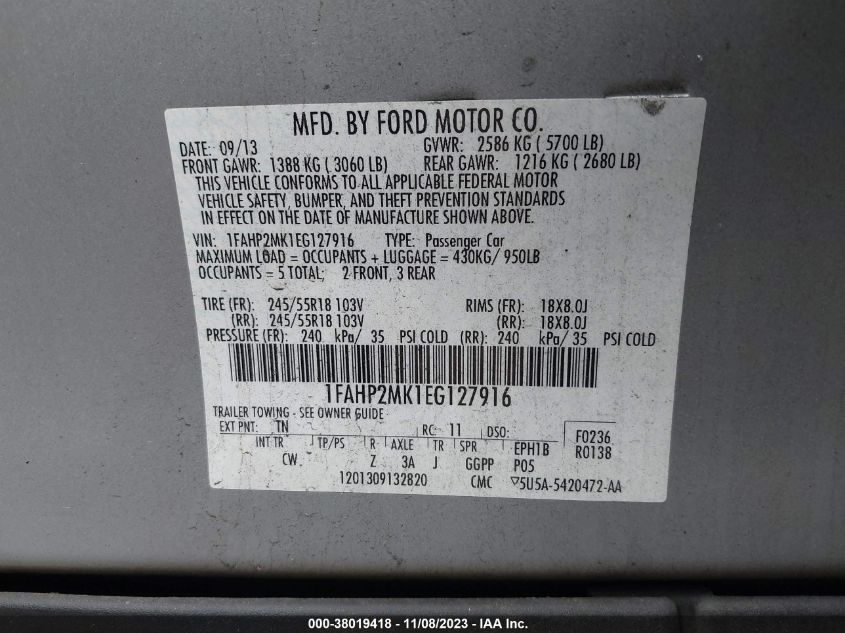 MFD. BY FORD MOTOR CO.
DATE: 09/13 GVWR: 2586 KG ( 5700 LB)
FRONT GAWR: 1388 KG ( 3060 LB) REAR GAWR: 1216 KG ( 2680 LB)
THIS VEHICLE CONFORMS TO ALL APPLICABLE FEDERAL MOTOR
VEHICLE SAFETY, BUMPER, AND THEFT PREVENTION STANDARDS
IN EFFECT ON THE DATE OF MANUFACTURE SHOWN ABOVE.
VIN: 1FAHP2MK1EG127916 TYPE: Passenger Car
MAXIMUM LOAD = OCCUPANTS + LUGGAGE = 430KG/ 950LB
OCCUPANTS = 5 TOTAL; 2 FRONT, 3 REAR
TIRE (FR): 245/55R18 103V RIMS (FR): 18X8.0J
(RR): 245/55R18 103V (RR): 18X8.0J
PRESSURE (FR): 240 kPa/ 35 PSI COLD (RR): 240 kPa/ 35 PSI COLD
1FAHP2MK1EG127916
TRAILER TOWING - SEE OWNER GUIDE
EXT PNT: TN RC: 11 DSO: F0236
INT TR TP/PS R AXLE TR SPR EPH1B R0138
CW Z 3A J GGPP P05
1201309132820 CMC ▽5U5A-5420472-AA
000-38019418 - 11/08/2023 - IAA Inc.